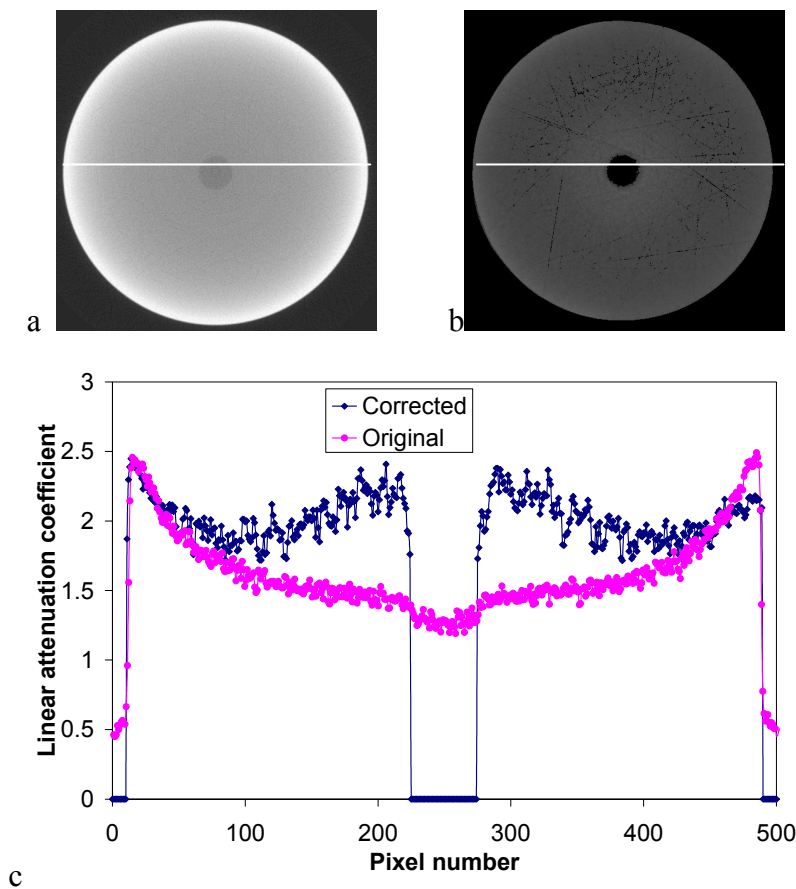 a
b
3
2.5
2
1.5
1
0.5
0
Linear attenuation coefficient
Corrected
Original
0
100
200
300
400
500
Pixel number
c